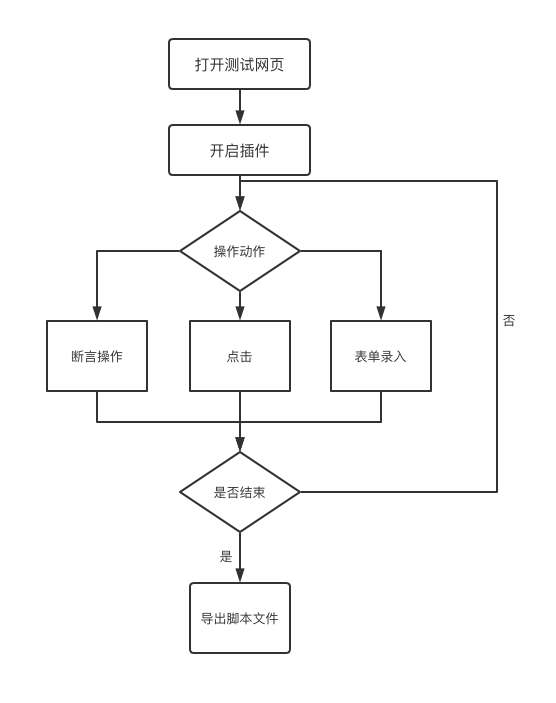 打开测试网页
开启插件
操作动作
断言操作
点击
表单录入
否
是否结束
是
导出脚本文件